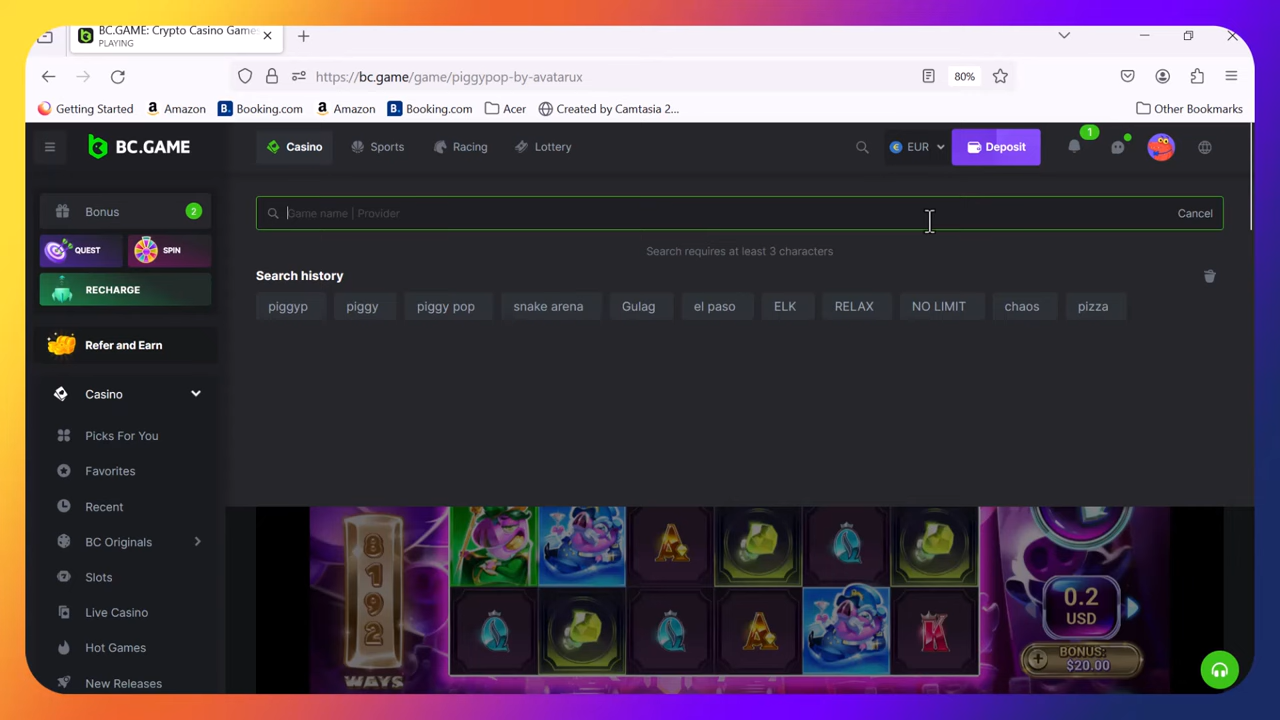 BC.GAME: Crypto Casino Game
PLAYING
https://bc.game/game/piggypop-by-avatarux
80%
Getting Started
Amazon
B. Booking.com
Amazon
B. Booking.com
Acer
Created by Camtasia 2...
Other Bookmarks
BC.GAME
Casino
Sports
Racing
Lottery
EUR
Deposit
1
Bonus
2
QUEST
SPIN
RECHARGE
Refer and Earn
Casino
Picks For You
Favorites
Recent
BC Originals
Slots
Live Casino
Hot Games
New Releases
Game name | Provider
Cancel
Search requires at least 3 characters
Search history
piggyp
piggy
piggy pop
snake arena
Gulag
el paso
ELK
RELAX
NO LIMIT
chaos
pizza
8192
WAYS
A
Q
Q
Q
A
K
0.2
USD
BONUS:
$20.00